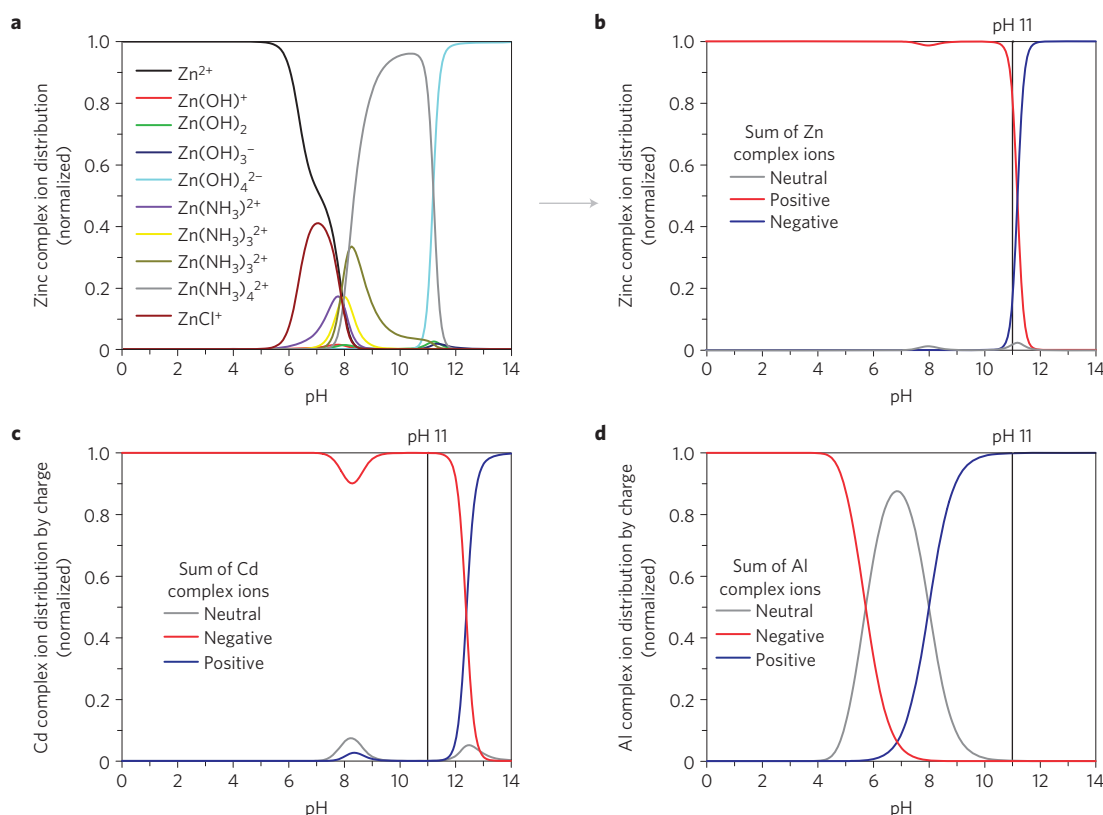 a
Zinc complex ion distribution
(normalized)
1.0
0.8
0.6
0.4
0.2
0
Zn²⁺
Zn(OH)⁺
Zn(OH)₂
Zn(OH)₃⁻
Zn(OH)₄²⁻
Zn(NH₃)²⁺
Zn(NH₃)₃²⁺
Zn(NH₃)₃²⁺
Zn(NH₃)₄²⁺
ZnCl⁺
0 2 4 6 8 10 12 14
pH
b
pH 11
Zinc complex ion distribution
(normalized)
1.0
0.8
0.6
0.4
0.2
0
Sum of Zn
complex ions
Neutral
Positive
Negative
0 2 4 6 8 10 12 14
pH
c
pH 11
Cd complex ion distribution by charge
(normalized)
1.0
0.8
0.6
0.4
0.2
0
Sum of Cd
complex ions
Neutral
Negative
Positive
0 2 4 6 8 10 12 14
pH
d
pH 11
Al complex ion distribution by charge
(normalized)
1.0
0.8
0.6
0.4
0.2
0
Sum of Al
complex ions
Neutral
Negative
Positive
0 2 4 6 8 10 12 14
pH